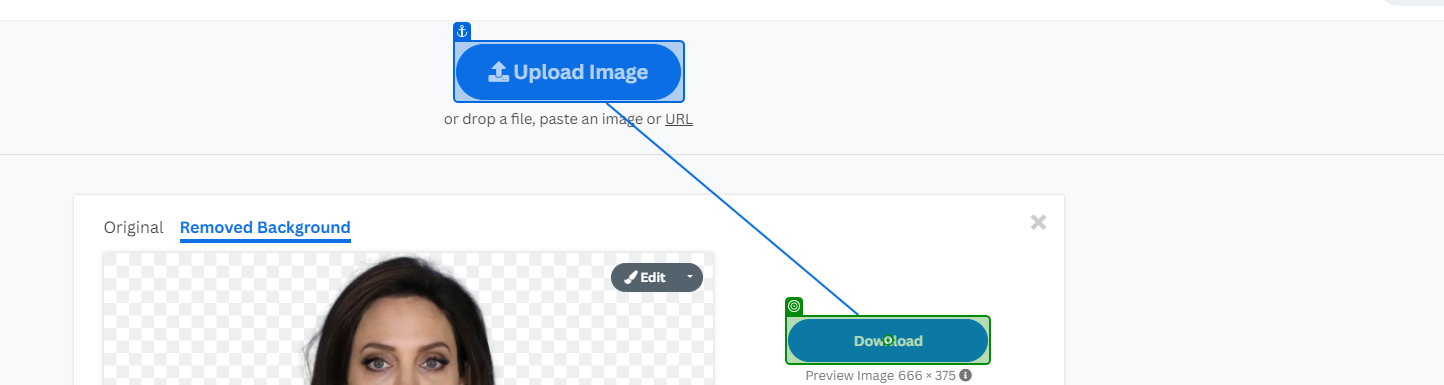 Upload Image
or drop a file, paste an image or URL
Original Removed Background
Edit
Download
Preview Image 666 × 375